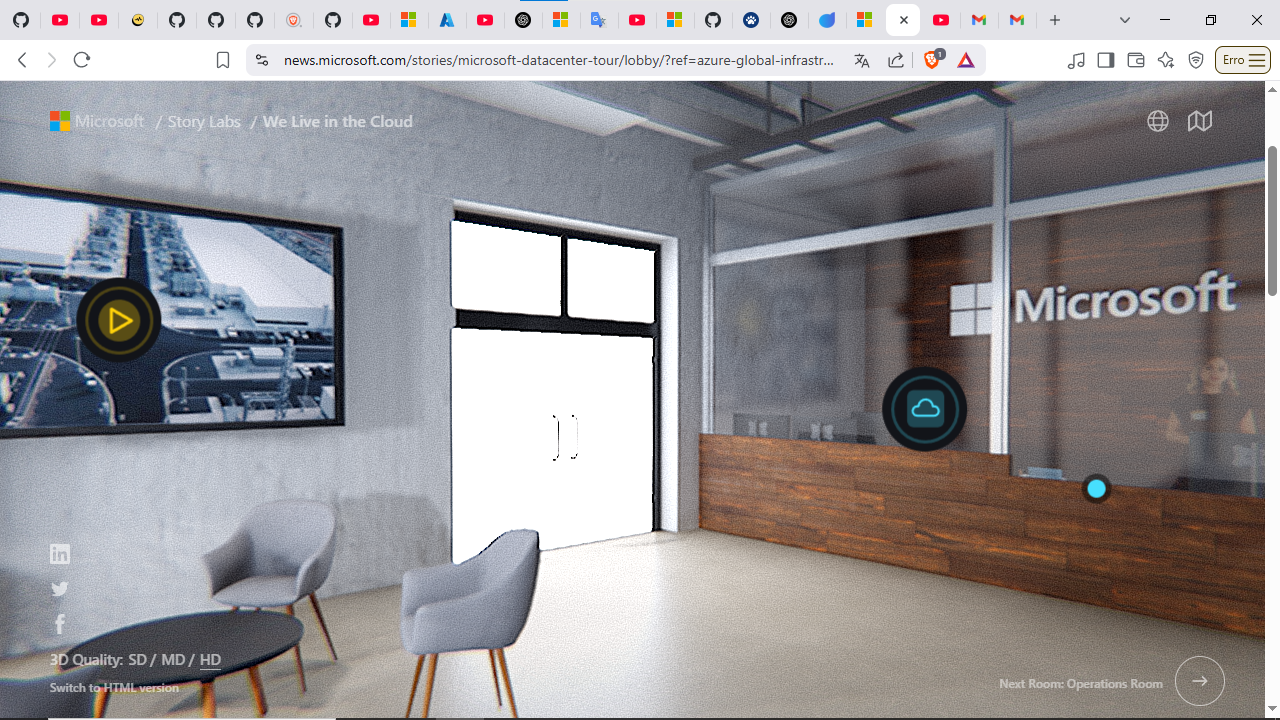 news.microsoft.com/stories/microsoft-datacenter-tour/lobby/?ref=azure-global-infrastr...
1
Erro
Microsoft / Story Labs / We Live in the Cloud
Microsoft
3D Quality: SD / MD / HD
Switch to HTML version
Next Room: Operations Room